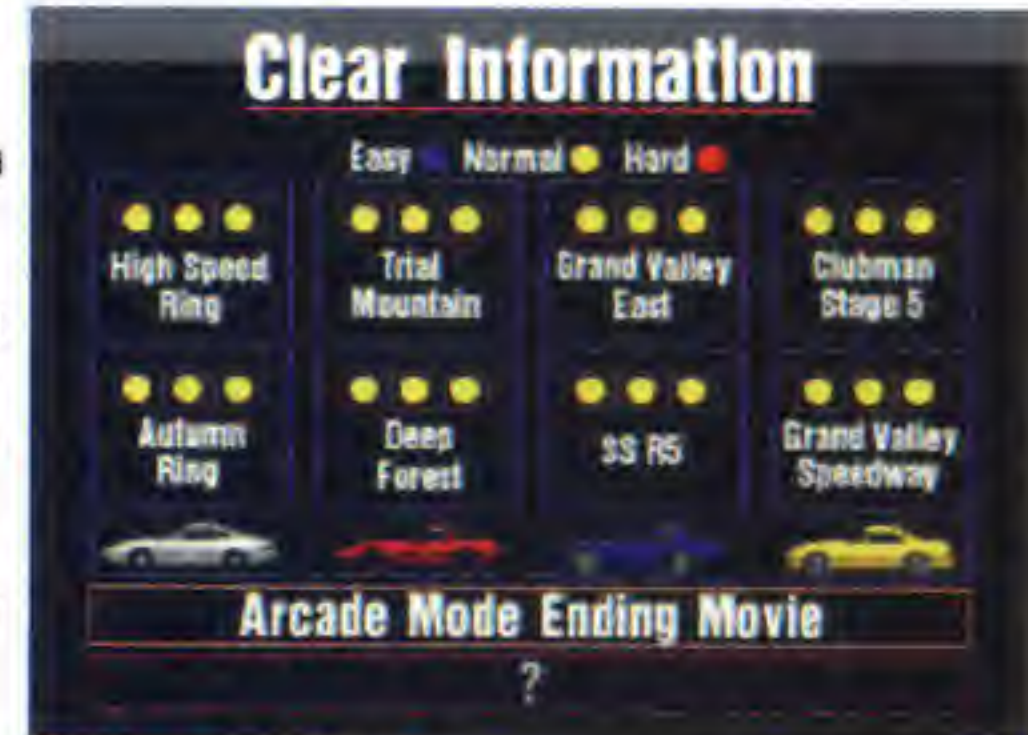 Clear Information
Easy Normal Hard
High Speed
Ring
Trial
Mountain
Grand Valley
East
Clubman
Stage 5
Autumn
Ring
Deep
Forest
SS R5
Grand Valley
Speedway
Arcade Mode Ending Movie
?